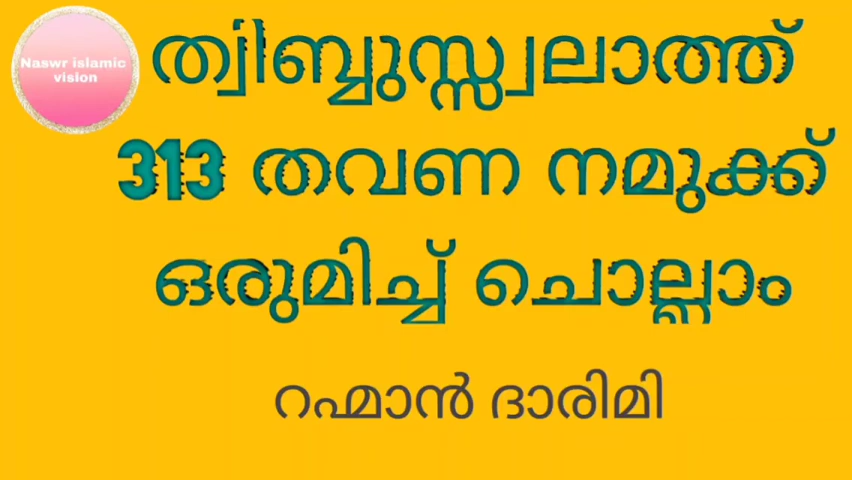 Naswr islamic
vision
ത്വിബ്ബുസ്സ്വലാത്ത്
313 തവണ നമുക്ക്
ഒരുമിച്ച് ചൊല്ലാം
റഹ്മാൻ ദാരിമി